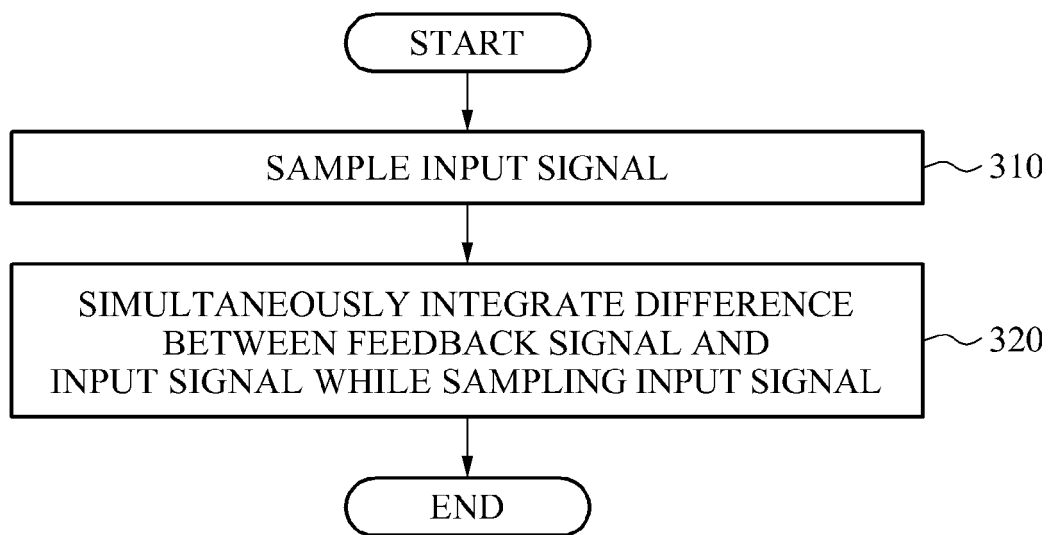 START
SAMPLE INPUT SIGNAL
310
SIMULTANEOUSLY INTEGRATE DIFFERENCE
BETWEEN FEEDBACK SIGNAL AND
INPUT SIGNAL WHILE SAMPLING INPUT SIGNAL
320
END